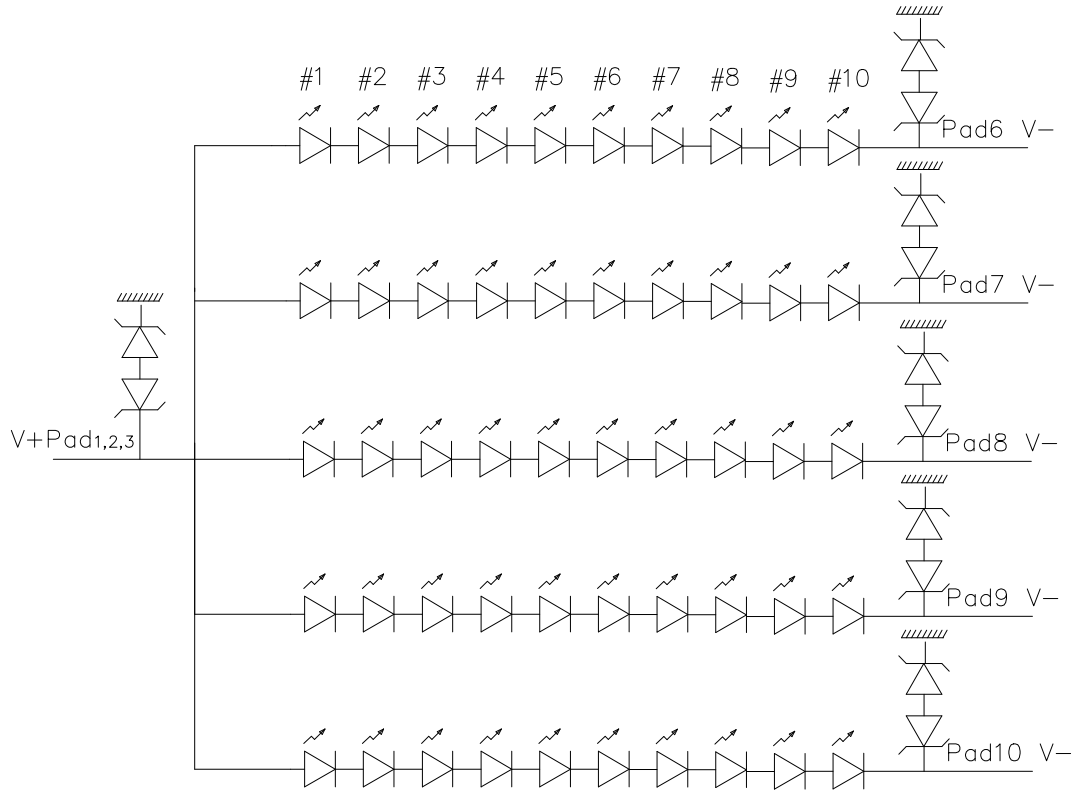 #1 #2 #3 #4 #5 #6 #7 #8 #9 #10
Pad6 V-
Pad7 V-
V+Pad1,2,3
Pad8 V-
Pad9 V-
Pad10 V-